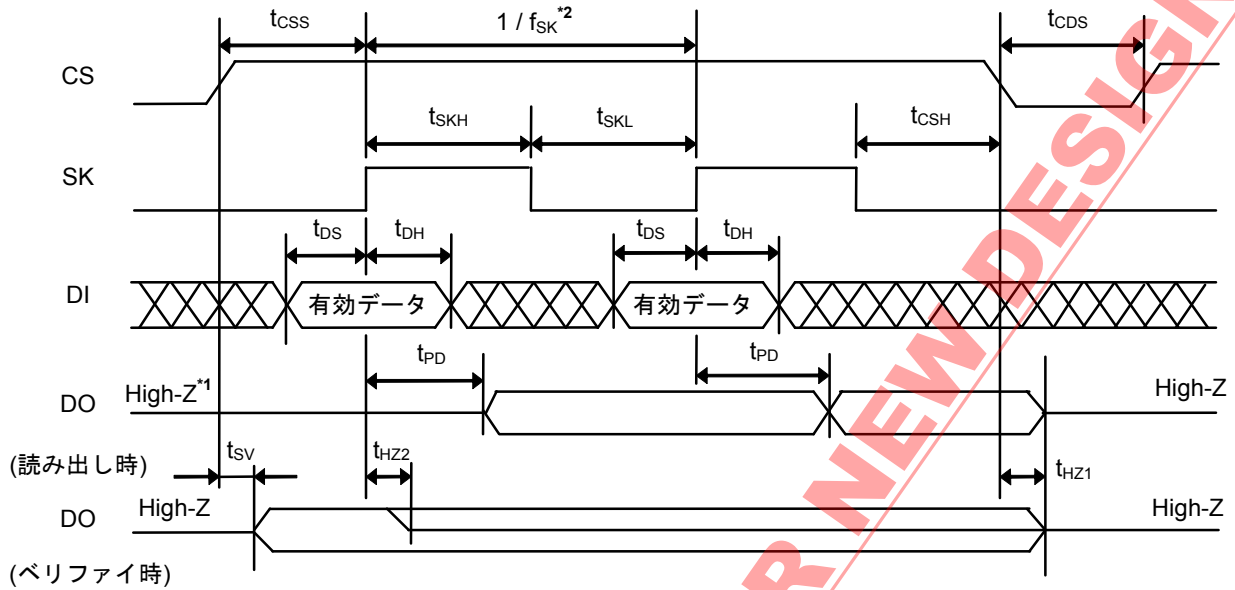 tCSS 1 / fSK*2 tCDS
CS
tSKH tSKL tCSH
SK
tDS tDH tDS tDH
DI 有効データ 有効データ
tPD tPD
High-Z*1 High-Z
DO
(読み出し時) tSV tHZ2 tHZ1
DO High-Z High-Z
(ベリファイ時)
R NEW DESIGN